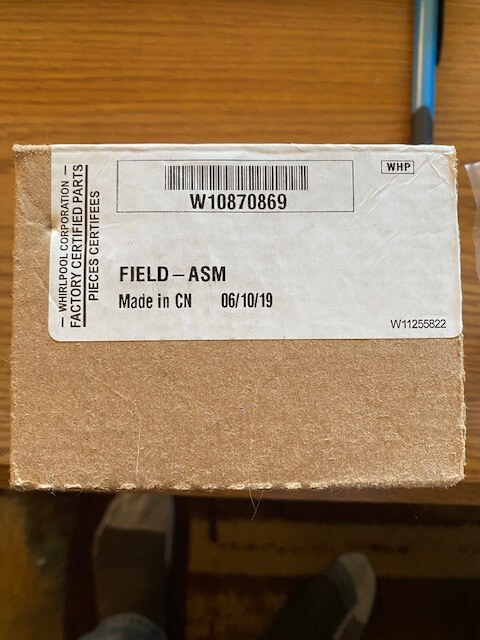 — WHIRLPOOL CORPORATION —
FACTORY CERTIFIED PARTS
PIECES CERTIFEES
WHP
W10870869
FIELD – ASM
Made in CN 06/10/19
W11255822